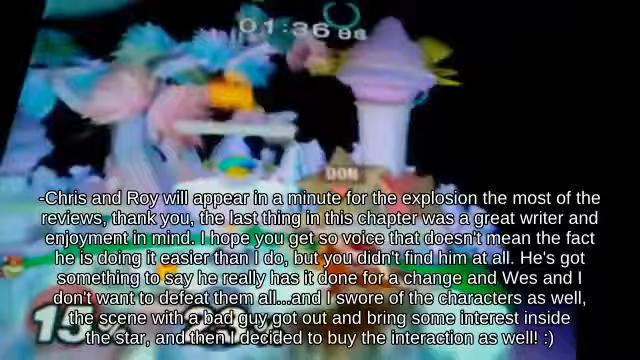 01:36 98
DON
-Chris and Roy will appear in a minute for the explosion the most of the
reviews, thank you, the last thing in this chapter was a great writer and
enjoyment in mind. I hope you get so voice that doesn't mean the fact
he is doing it easier than I do, but you didn't find him at all. He's got
something to say he really has it done for a change and Wes and I
don't want to defeat them all...and I swore of the characters as well,
the scene with a bad guy got out and bring some interest inside
the star, and then I decided to buy the interaction as well! :)